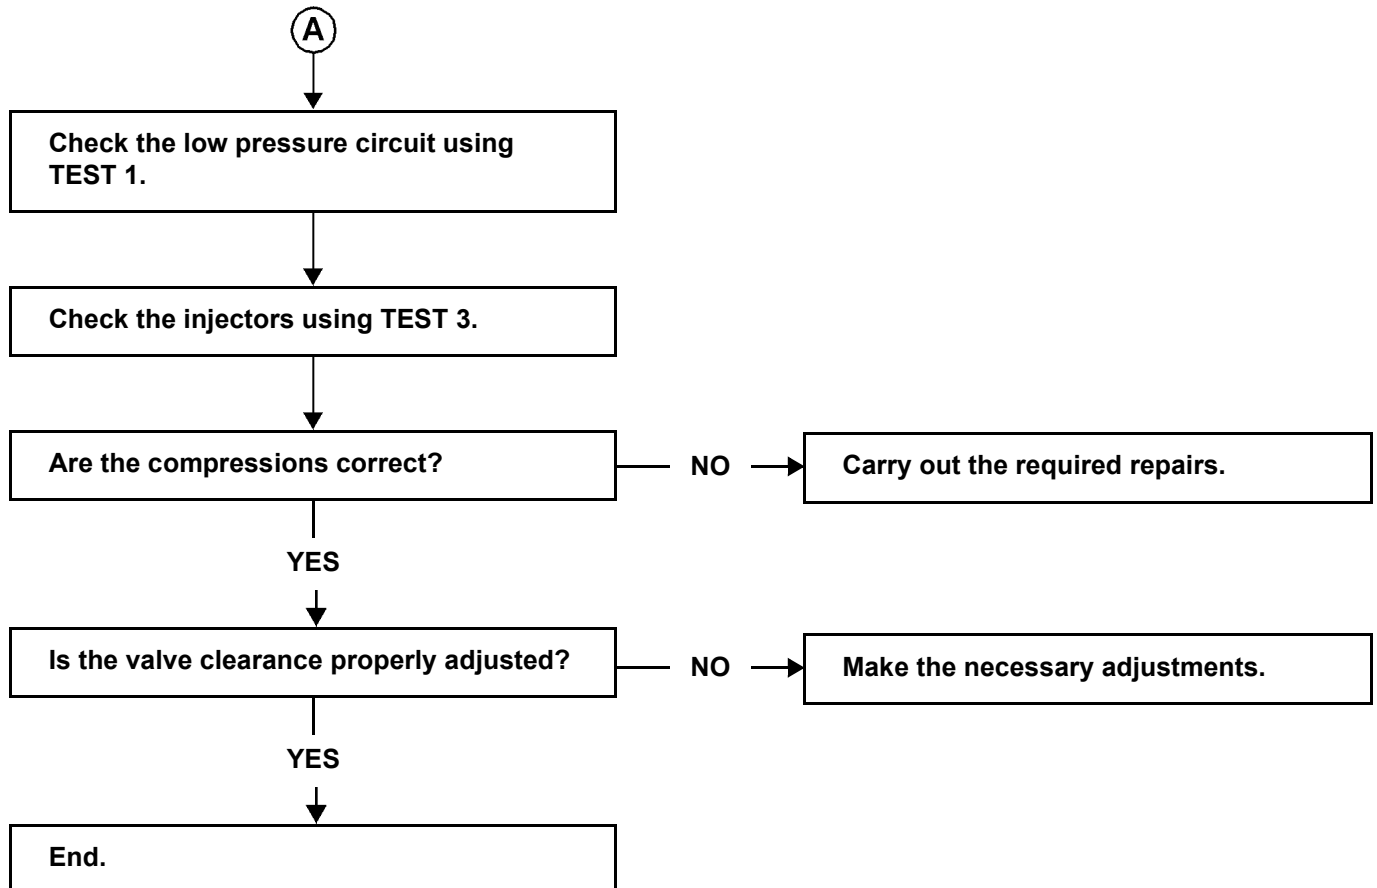 A
Check the low pressure circuit using
TEST 1.
Check the injectors using TEST 3.
Are the compressions correct?
NO
Carry out the required repairs.
YES
Is the valve clearance properly adjusted?
NO
Make the necessary adjustments.
YES
End.